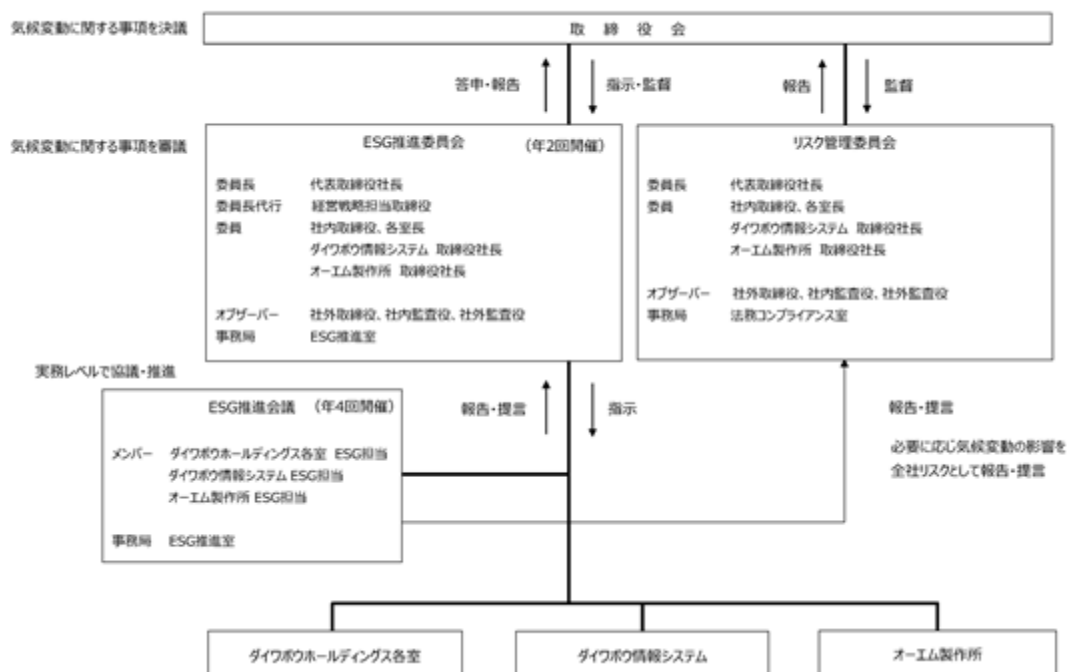 気候変動に関する事項を決議
取締役会
答申・報告
指示・監督
報告
監督
気候変動に関する事項を審議
ESG推進委員会 (年2回開催)
委員長 代表取締役社長
委員長代行 経営戦略担当取締役
委員 社内取締役、各室長
ダイワボウ情報システム 取締役社長
オーエム製作所 取締役社長
オブザーバー 社外取締役、社内監査役、社外監査役
事務局 ESG推進室
リスク管理委員会
委員長 代表取締役社長
委員 社内取締役、各室長
ダイワボウ情報システム 取締役社長
オーエム製作所 取締役社長
オブザーバー 社外取締役、社内監査役、社外監査役
事務局 法務コンプライアンス室
実務レベルで協議・推進
ESG推進会議 (年4回開催)
メンバー ダイワボウホールディングス各室 ESG担当
ダイワボウ情報システム ESG担当
オーエム製作所 ESG担当
事務局 ESG推進室
報告・提言
指示
報告・提言
必要に応じ気候変動の影響を
全社リスクとして報告・提言
ダイワボウホールディングス各室
ダイワボウ情報システム
オーエム製作所